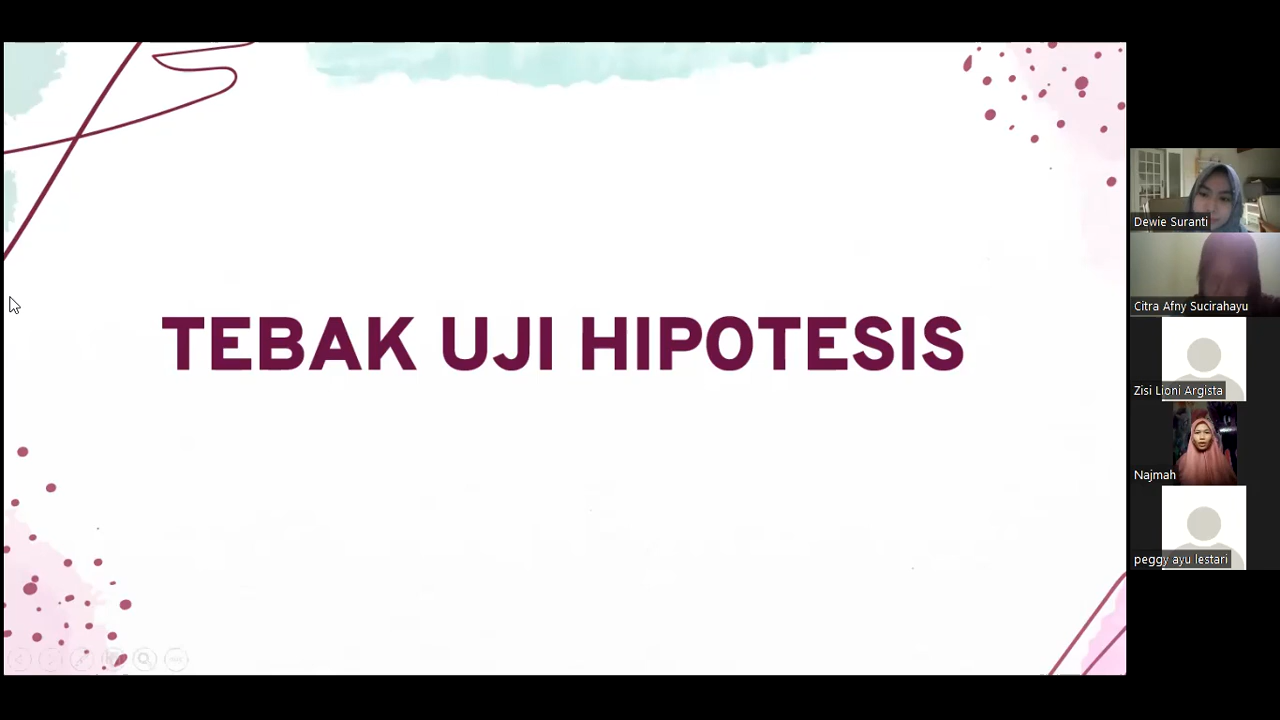 TEBAK UJI HIPOTESIS
Dewie Suranti
Citra Afny Sucirahayu
Zisi Lioni Argista
Najmah
peggy ayu lestari